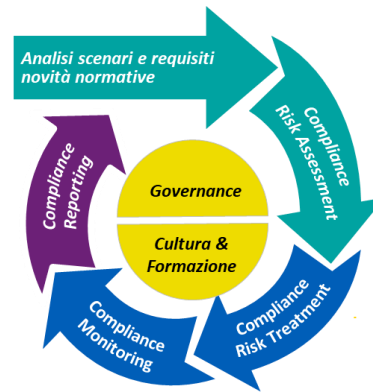 Analisi scenari e requisiti
novità normative
Compliance
Risk Assessment
Compliance
Risk Treatment
Compliance
Monitoring
Compliance
Reporting
Governance
Cultura &
Formazione